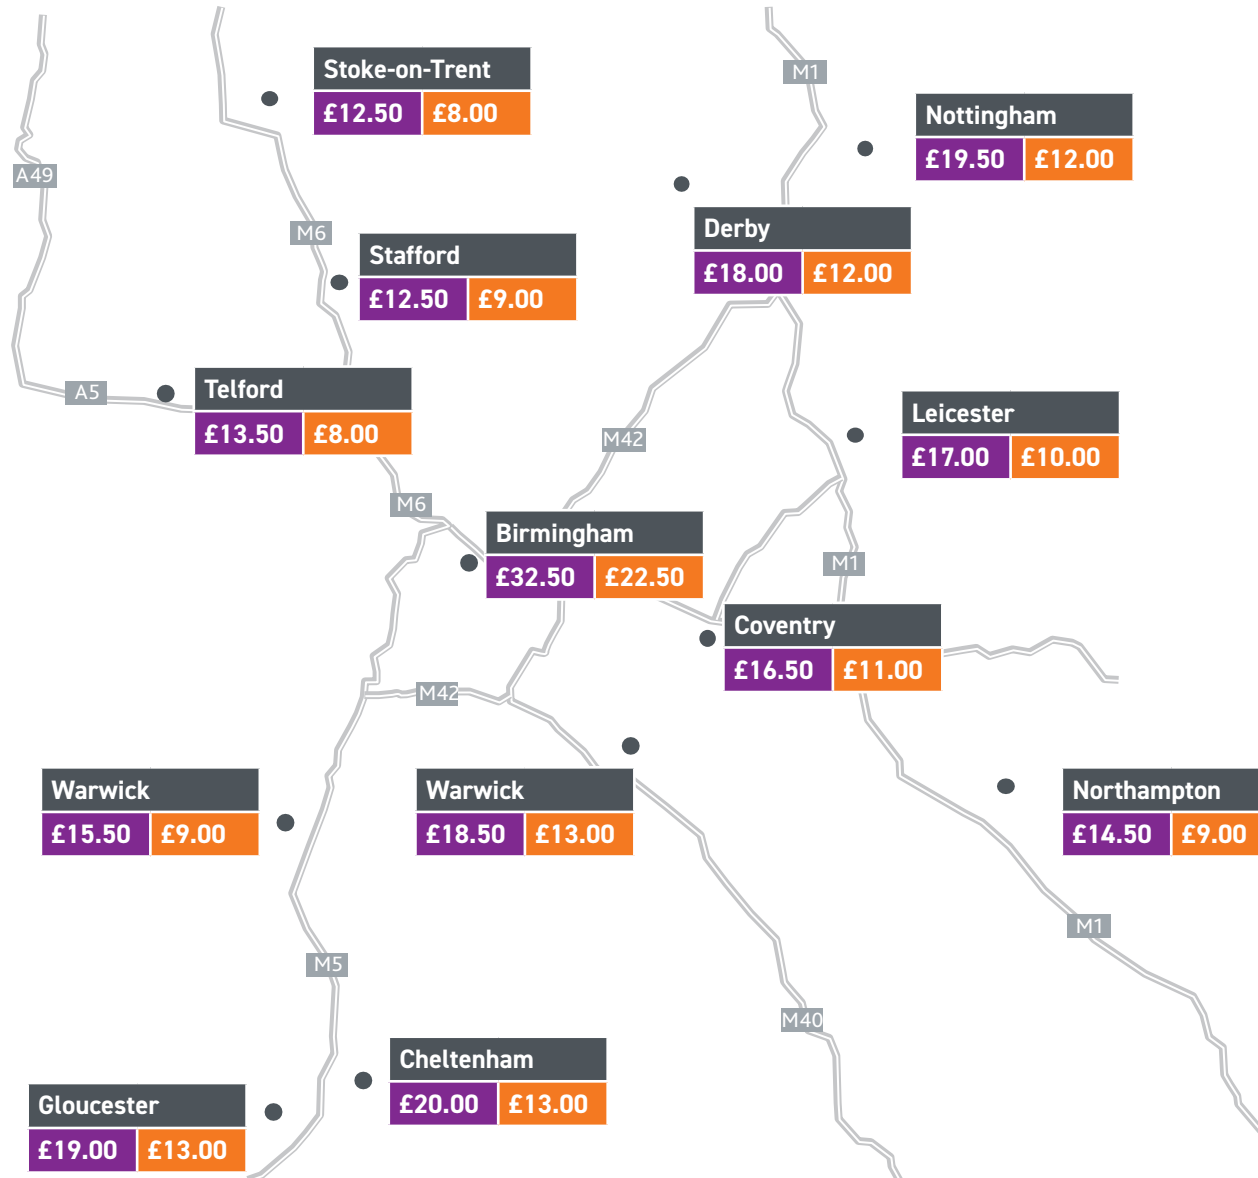 Stoke-on-Trent
£12.50 £8.00
M1
Nottingham
£19.50 £12.00
A49
M6
Derby
£18.00 £12.00
Stafford
£12.50 £9.00
Telford
£13.50 £8.00
A5
M42
Leicester
£17.00 £10.00
M6
Birmingham
£32.50 £22.50
M1
Coventry
£16.50 £11.00
M42
Warwick
£15.50 £9.00
Warwick
£18.50 £13.00
Northampton
£14.50 £9.00
M1
M5
M40
Cheltenham
£20.00 £13.00
Gloucester
£19.00 £13.00